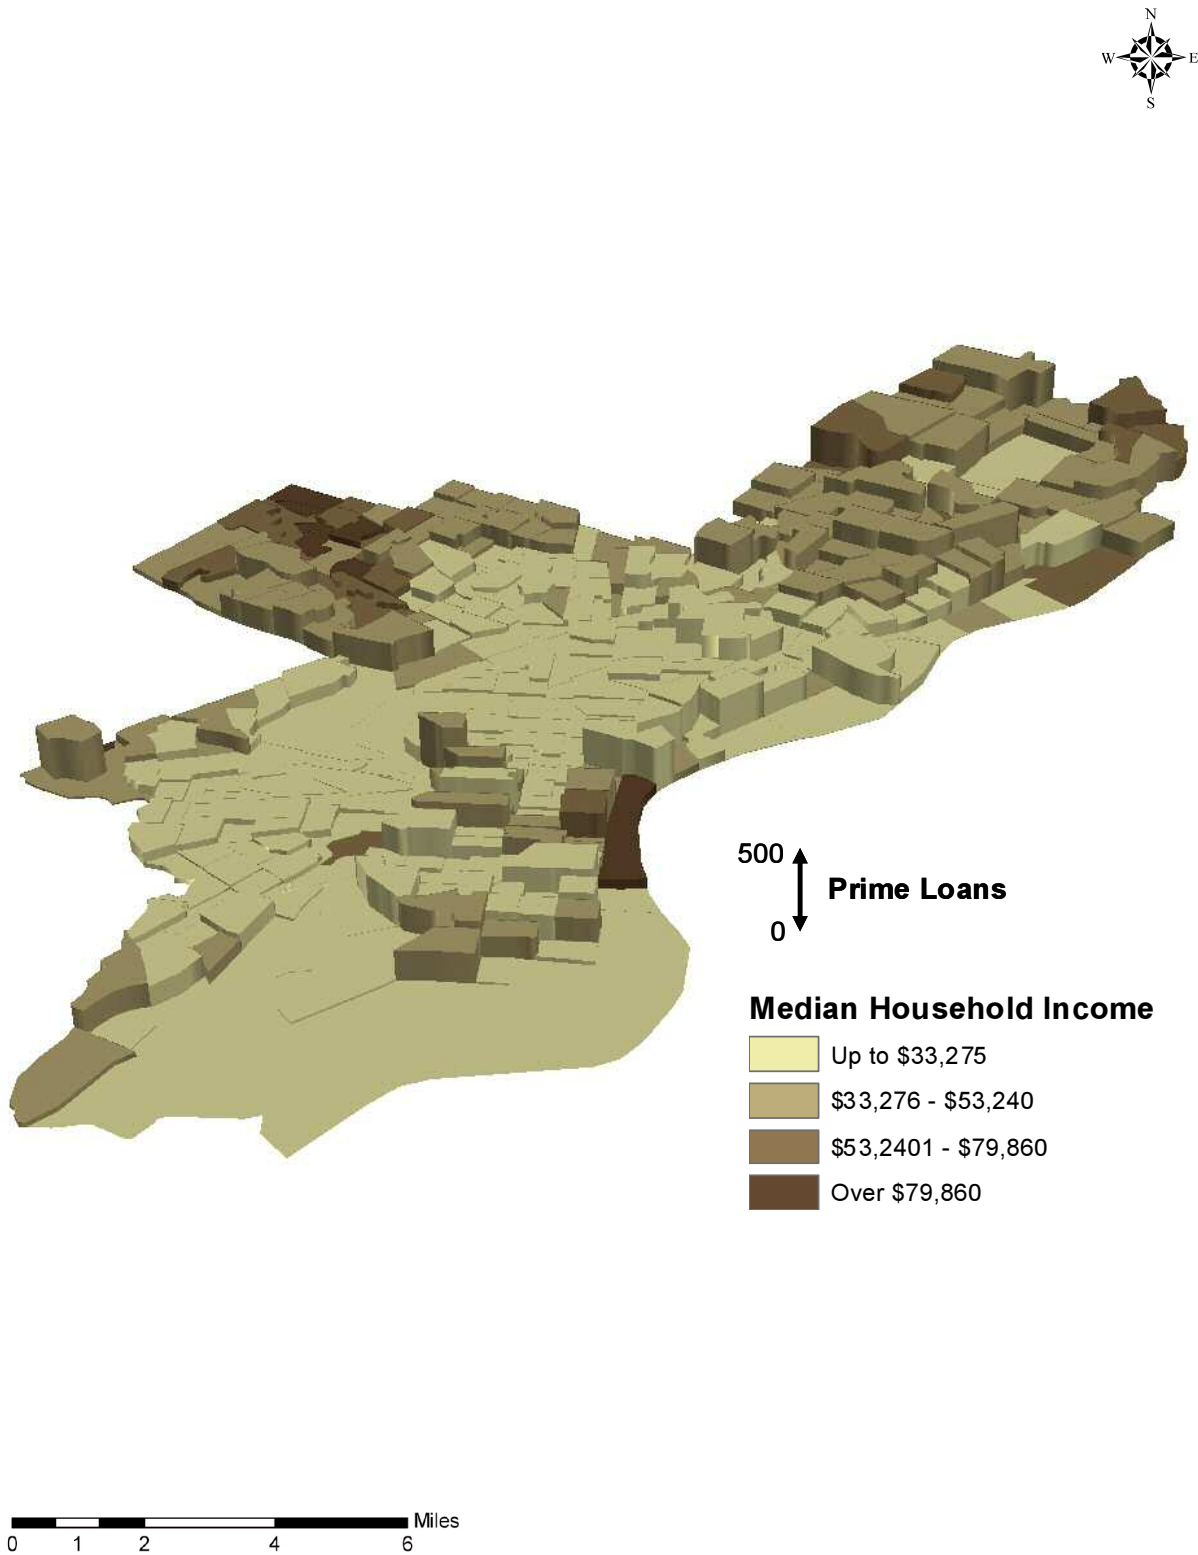 N
W E
S
500
Prime Loans
0
Median Household Income
Up to $33,275
$33,276 - $53,240
$53,2401 - $79,860
Over $79,860
Miles
0 1 2 4 6